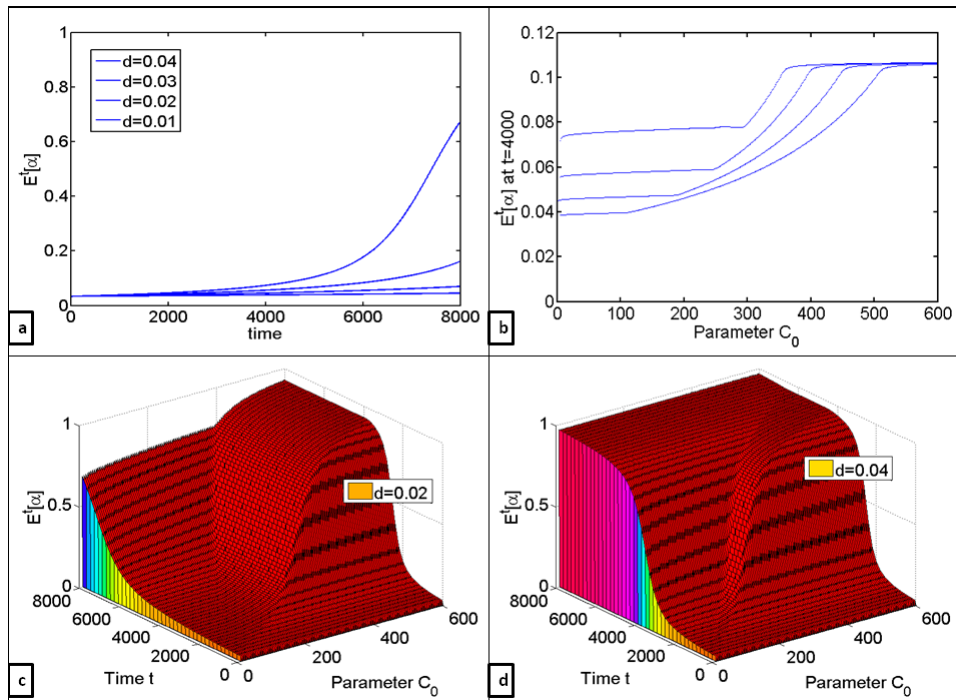 1
0.8
0.6
0.4
0.2
0
E^t[α]
d=0.04
d=0.03
d=0.02
d=0.01
0 2000 4000 6000 8000
time
a
0.12
0.1
0.08
0.06
0.04
0.02
0
E^t[α] at t=4000
0 100 200 300 400 500 600
Parameter C_0
b
1
0.5
0
E^t[α]
d=0.02
8000
6000
4000
2000
0
Time t
0
200
400
600
Parameter C_0
c
1
0.5
0
E^t[α]
d=0.04
8000
6000
4000
2000
0
Time t
0
200
400
600
Parameter C_0
d